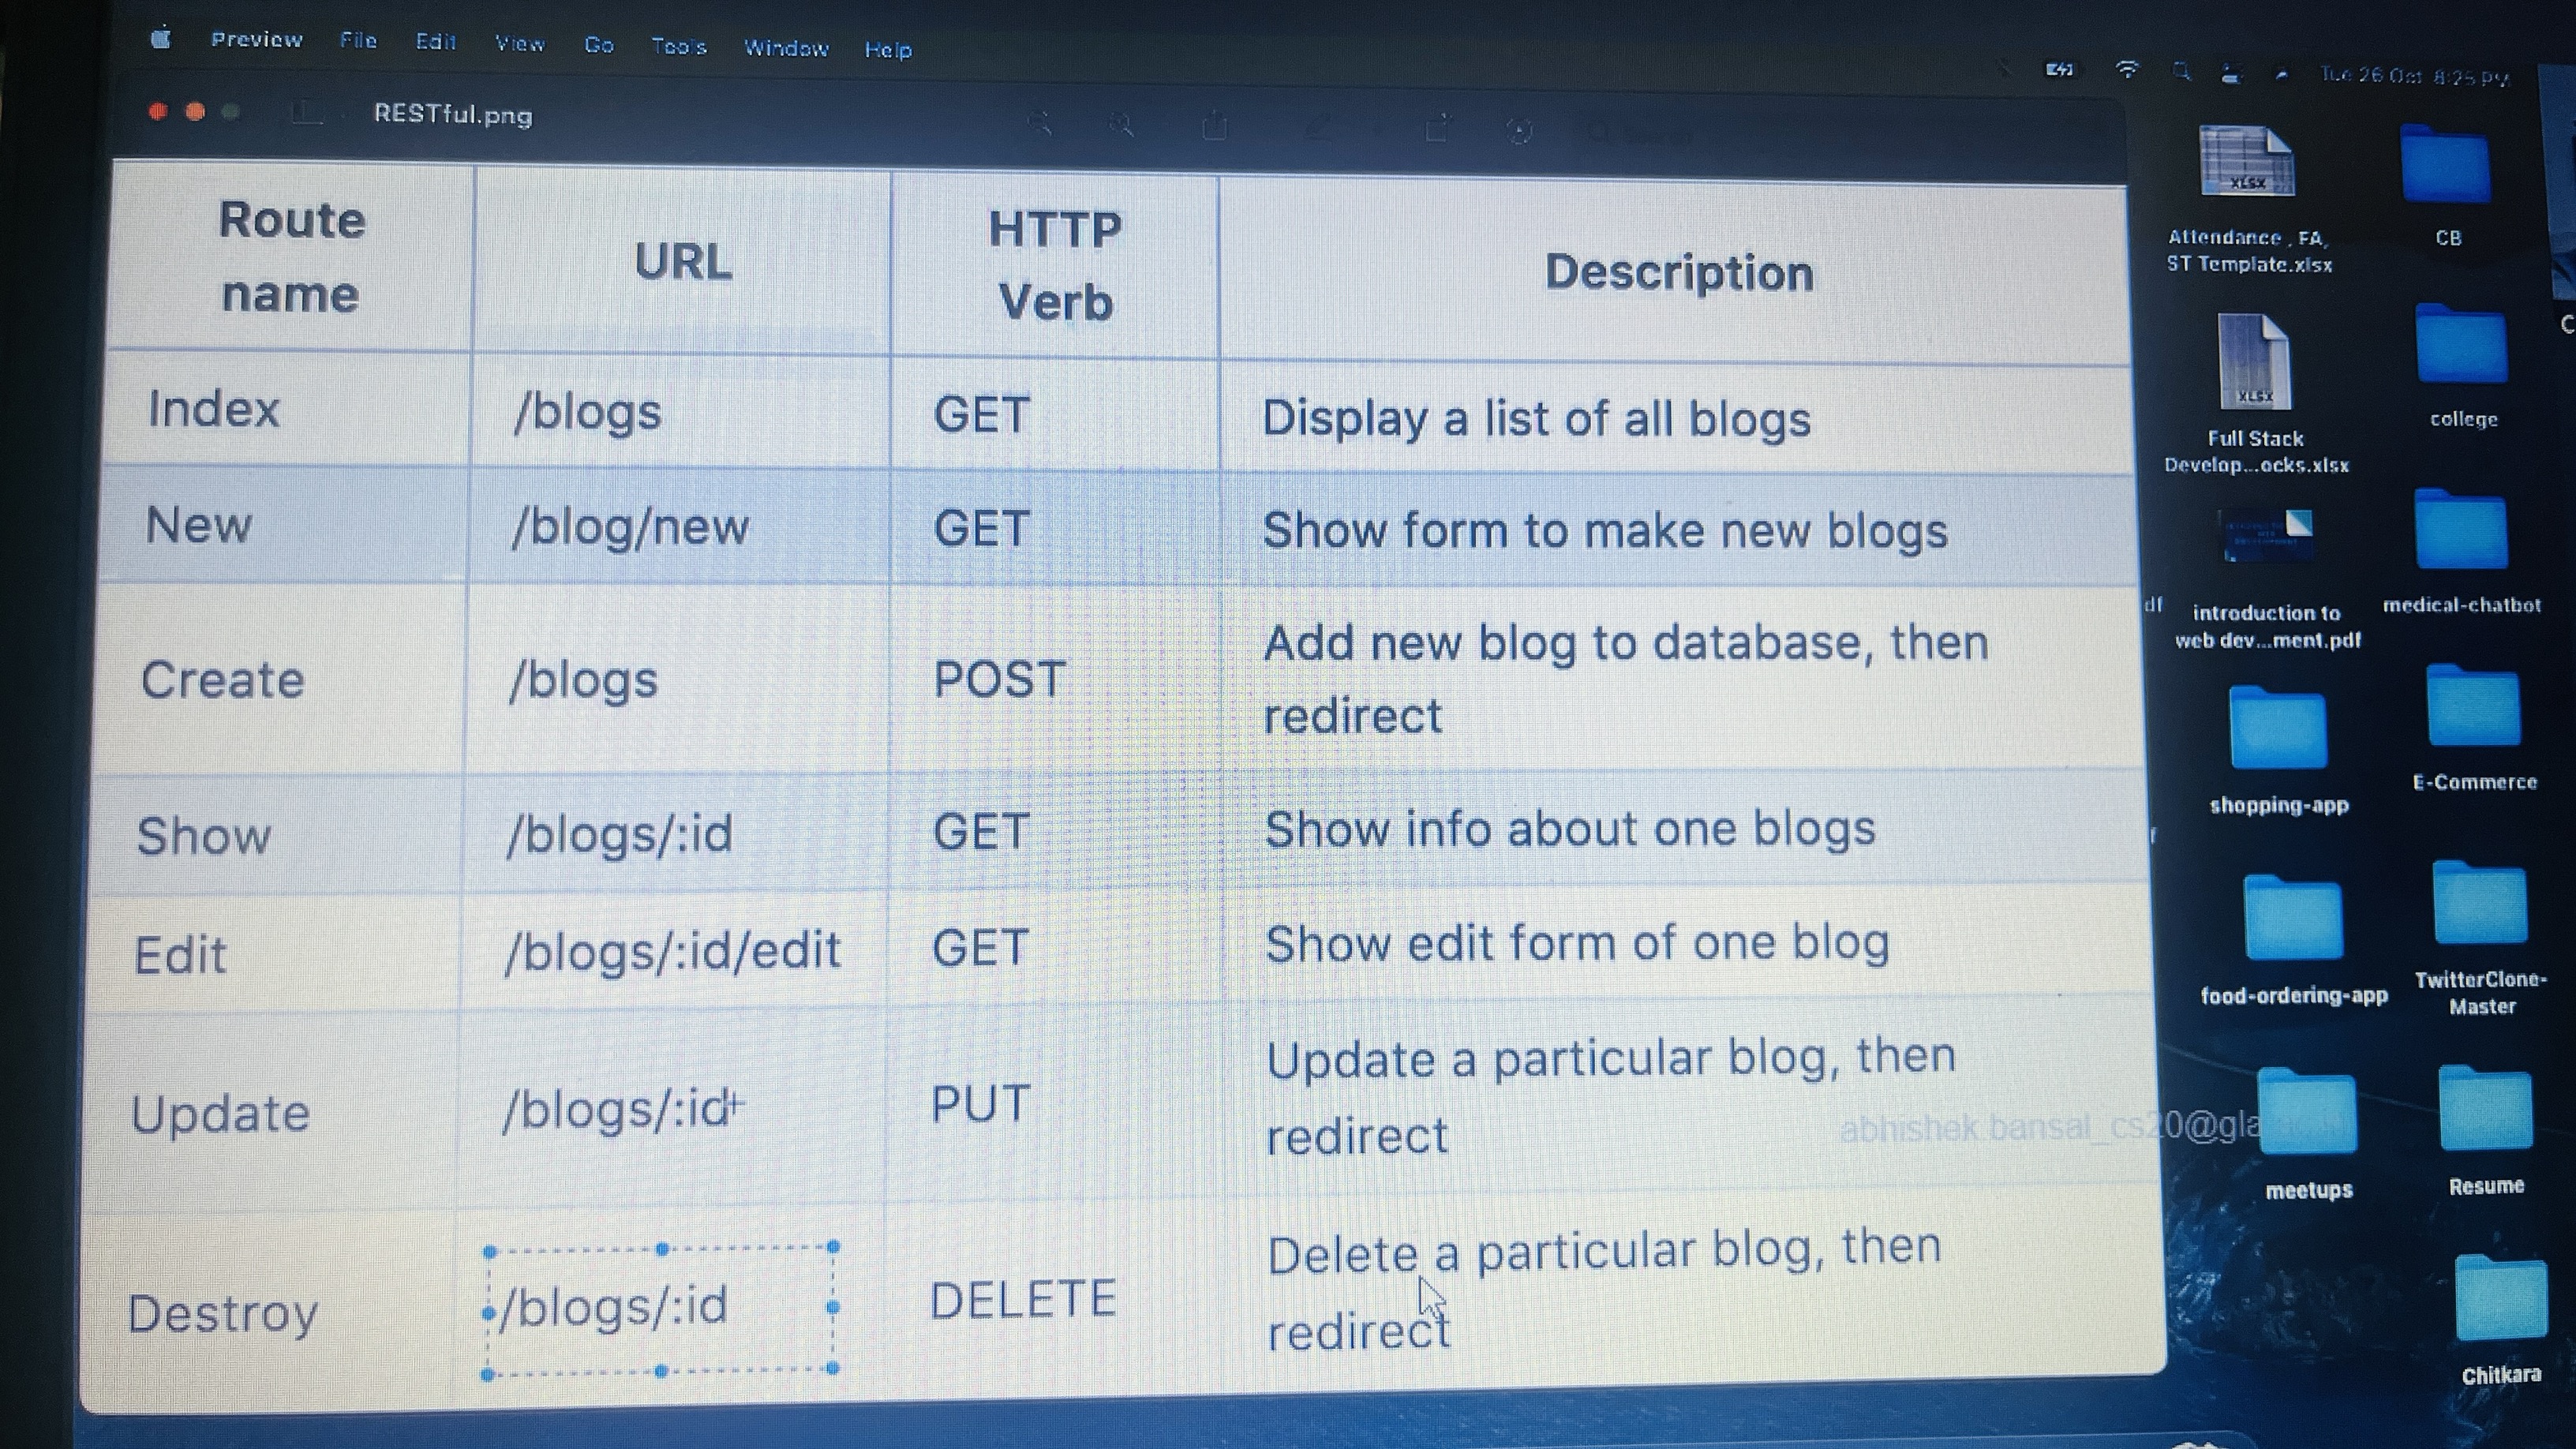 Preview File Edit View Go Tools Window Help
Tue 26 Oct 8:25 PM
RESTful.png
Route name URL HTTP Verb Description
Index /blogs GET Display a list of all blogs
New /blog/new GET Show form to make new blogs
Create /blogs POST Add new blog to database, then
redirect
Show /blogs/:id GET Show info about one blogs
Edit /blogs/:id/edit GET Show edit form of one blog
Update /blogs/:id+ PUT Update a particular blog, then
redirect
Destroy /blogs/:id DELETE Delete a particular blog, then
redirect
abhishek.bansal_cs20@gla
XLSX
Attendance , FA,
ST Template.xlsx
CB
XLSX
Full Stack
Develop...ocks.xlsx
college
df
introduction to
web dev...ment.pdf
medical-chatbot
shopping-app
E-Commerce
food-ordering-app
TwitterClone-
Master
meetups
Resume
Chitkara